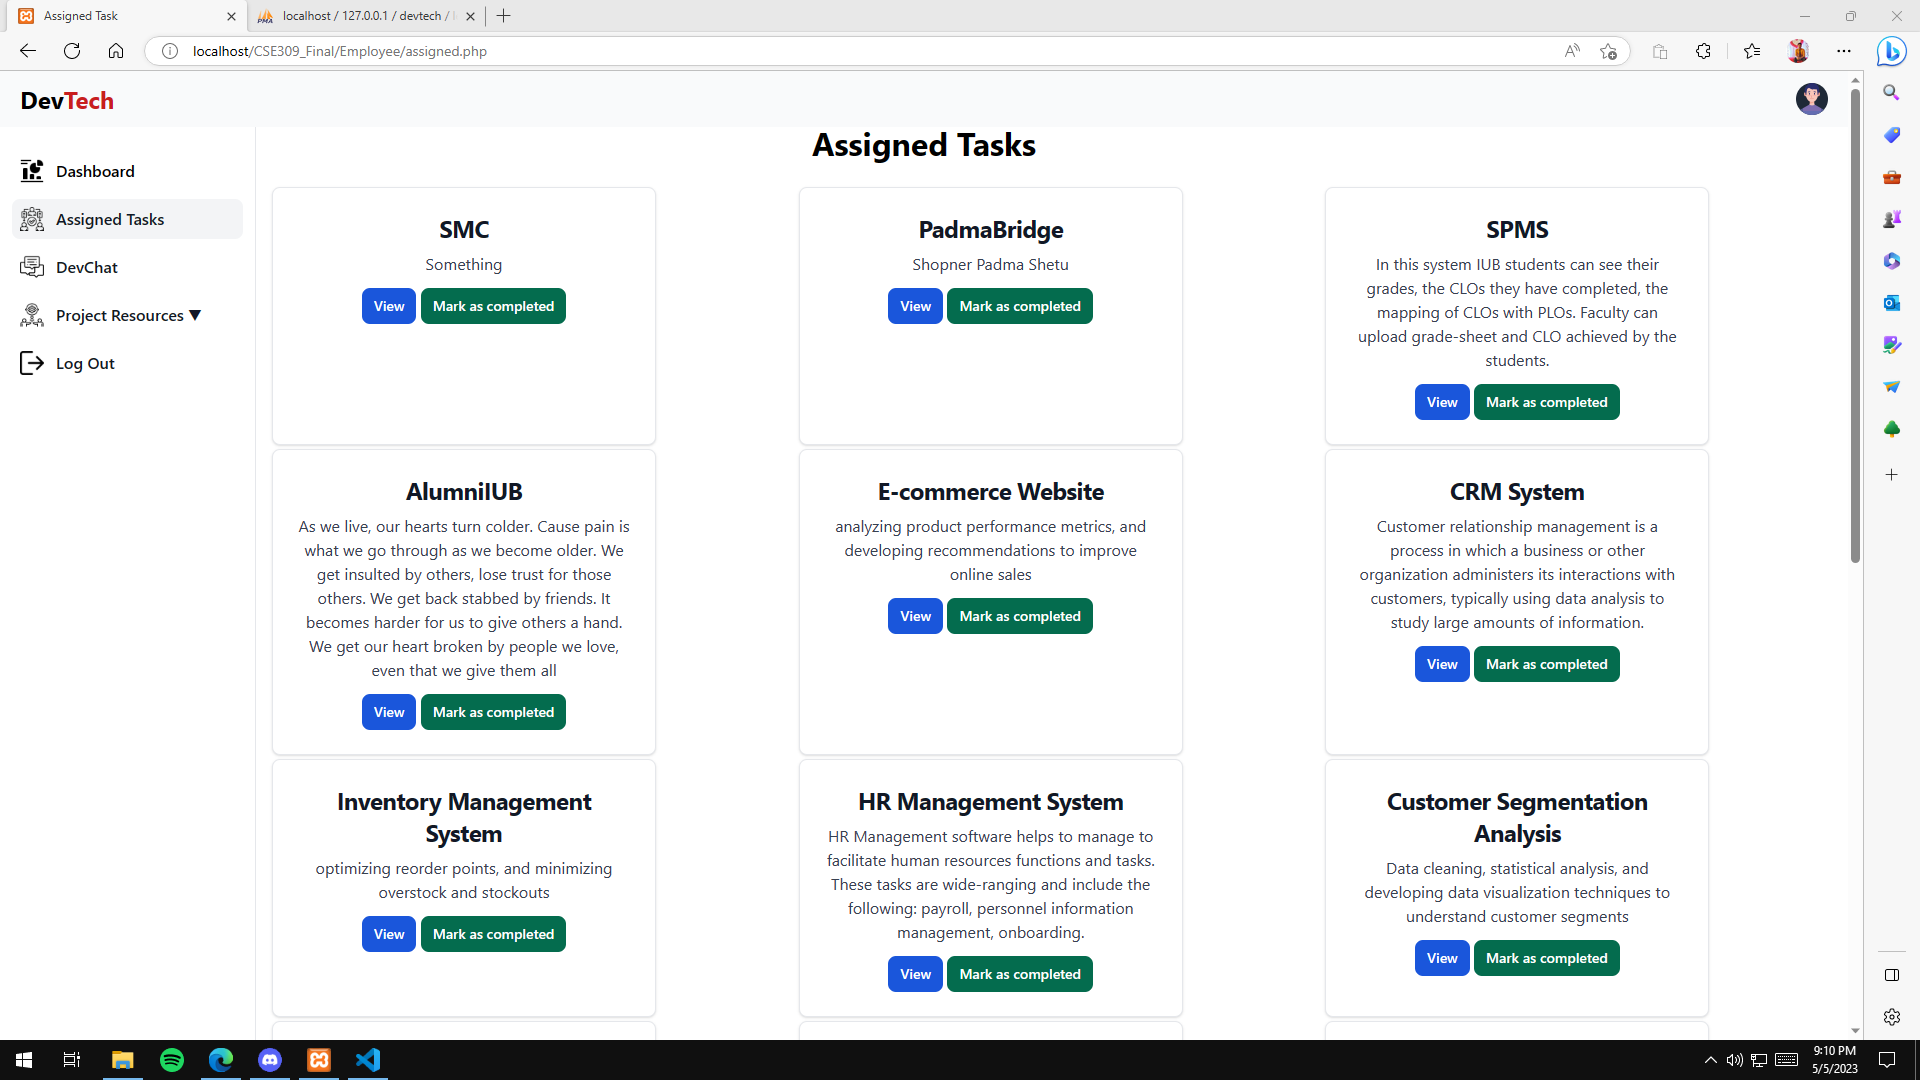 Assigned Task
localhost / 127.0.0.1 / devtech /
localhost/CSE309_Final/Employee/assigned.php
DevTech
Dashboard
Assigned Tasks
DevChat
Project Resources ▼
Log Out
Assigned Tasks
SMC
Something
View
Mark as completed
PadmaBridge
Shopner Padma Shetu
View
Mark as completed
SPMS
In this system IUB students can see their
grades, the CLOs they have completed, the
mapping of CLOs with PLOs. Faculty can
upload grade-sheet and CLO achieved by the
students.
View
Mark as completed
AlumniIUB
As we live, our hearts turn colder. Cause pain is
what we go through as we become older. We
get insulted by others, lose trust for those
others. We get back stabbed by friends. It
becomes harder for us to give others a hand.
We get our heart broken by people we love,
even that we give them all
View
Mark as completed
E-commerce Website
analyzing product performance metrics, and
developing recommendations to improve
online sales
View
Mark as completed
CRM System
Customer relationship management is a
process in which a business or other
organization administers its interactions with
customers, typically using data analysis to
study large amounts of information.
View
Mark as completed
Inventory Management
System
optimizing reorder points, and minimizing
overstock and stockouts
View
Mark as completed
HR Management System
HR Management software helps to manage to
facilitate human resources functions and tasks.
These tasks are wide-ranging and include the
following: payroll, personnel information
management, onboarding.
View
Mark as completed
Customer Segmentation
Analysis
Data cleaning, statistical analysis, and
developing data visualization techniques to
understand customer segments
View
Mark as completed
9:10 PM
5/5/2023